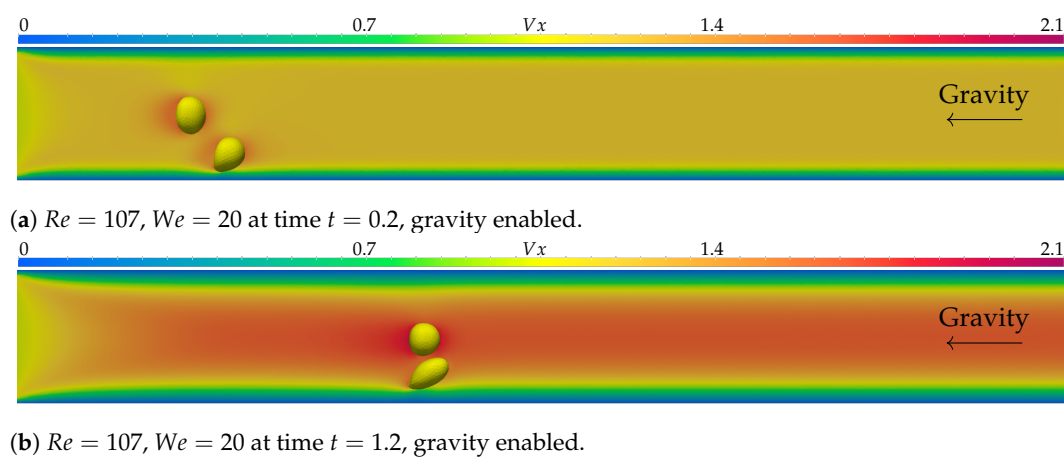 0 0.7 Vx 1.4 2.1
Gravity
(a) Re = 107, We = 20 at time t = 0.2, gravity enabled.
0 0.7 Vx 1.4 2.1
Gravity
(b) Re = 107, We = 20 at time t = 1.2, gravity enabled.